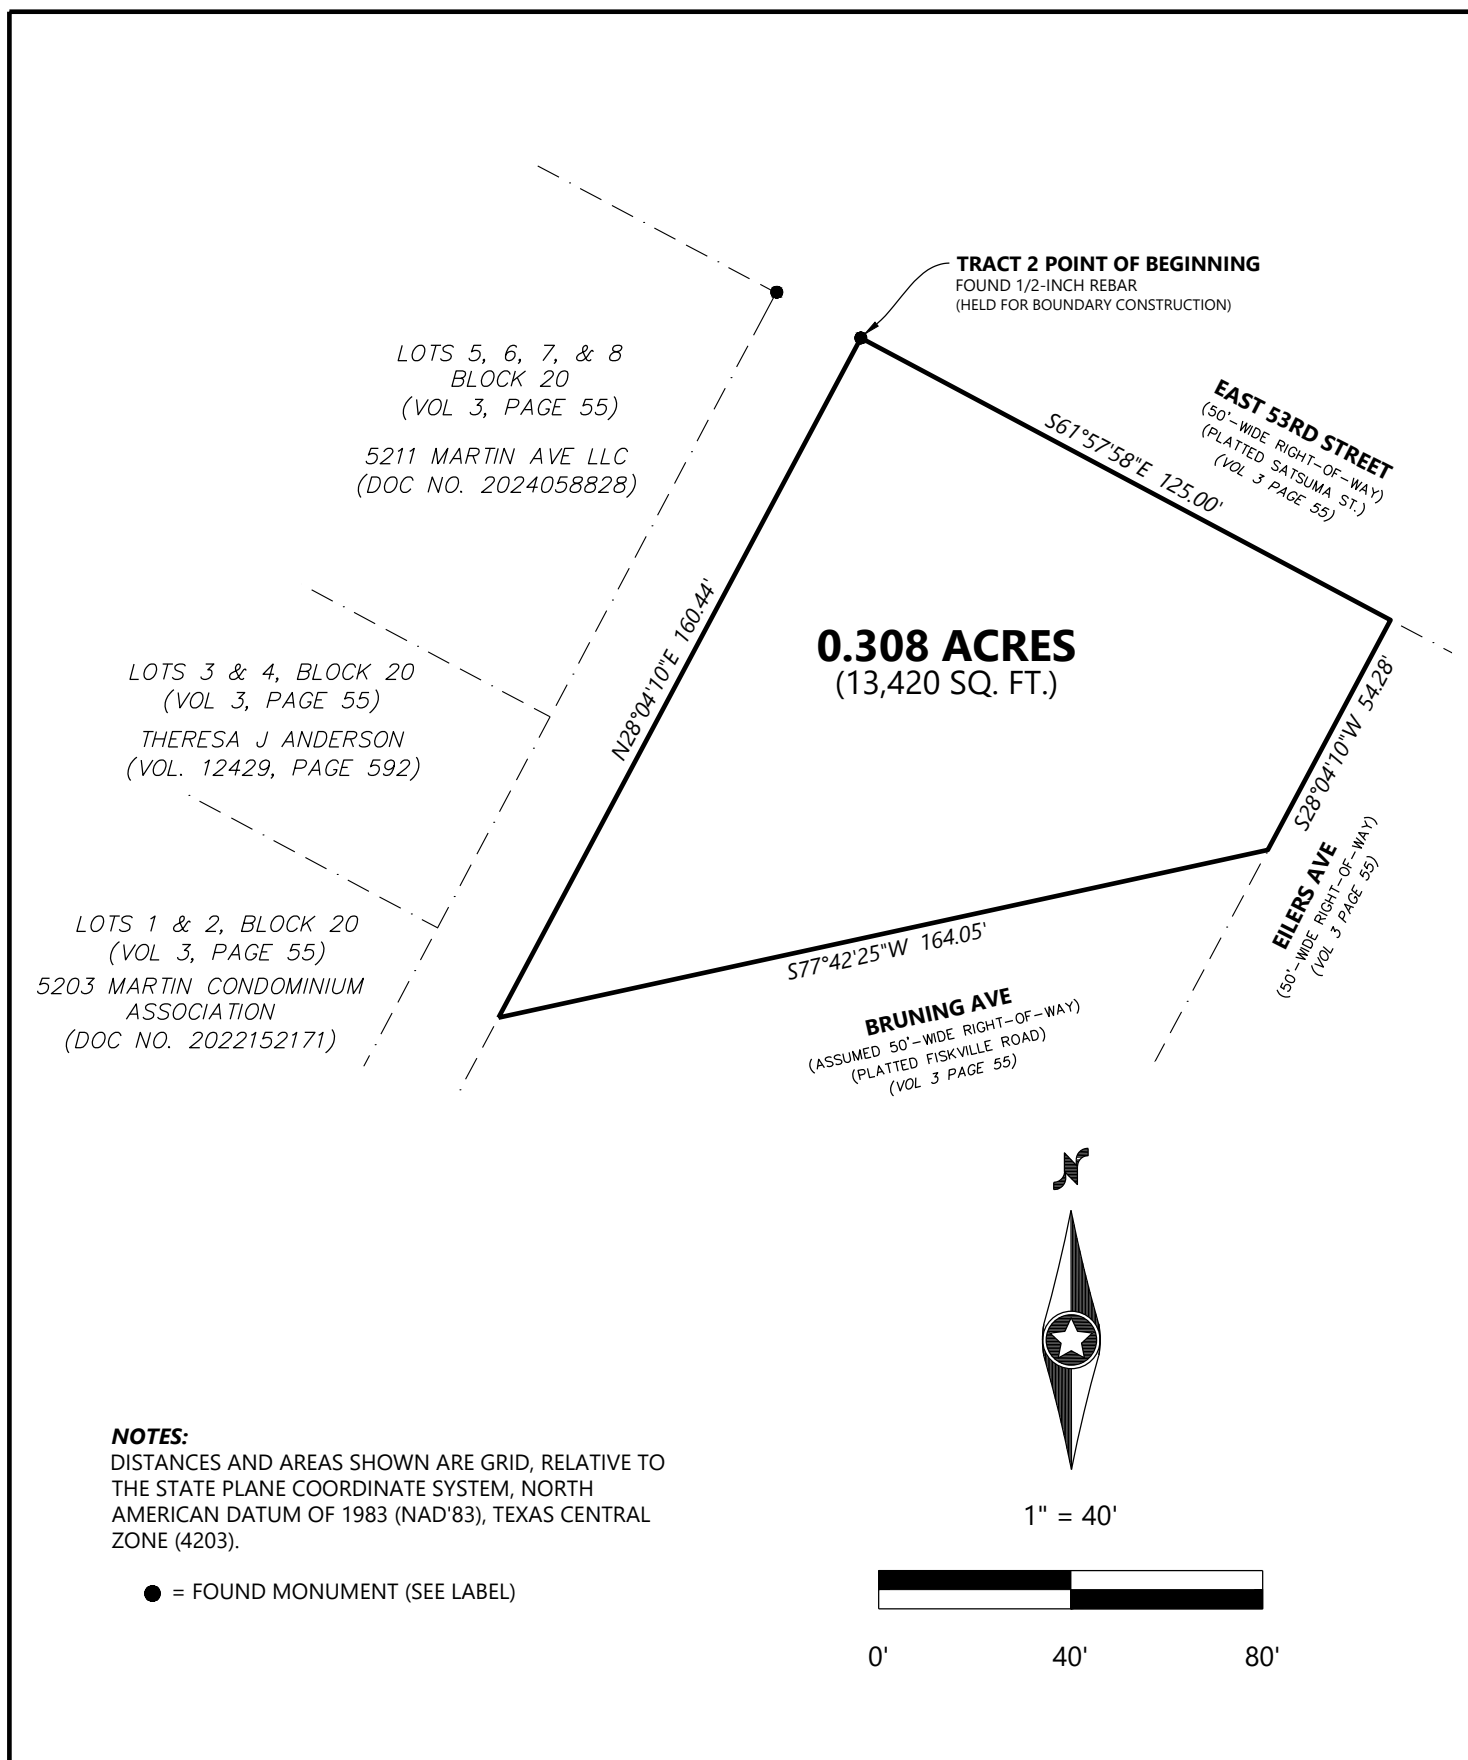 TRACT 2 POINT OF BEGINNING
FOUND 1/2-INCH REBAR
(HELD FOR BOUNDARY CONSTRUCTION)
LOTS 5, 6, 7, & 8
BLOCK 20
(VOL 3, PAGE 55)
5211 MARTIN AVE LLC
(DOC NO. 2024058828)
S61°57'58"E 125.00'
EAST 53RD STREET
(50'-WIDE RIGHT-OF-WAY)
(PLATTED SATSUMA ST.)
(VOL 3 PAGE 55)
N28°04'10"E 160.44'
0.308 ACRES
(13,420 SQ. FT.)
S28°04'10"W 54.28'
LOTS 3 & 4, BLOCK 20
(VOL 3, PAGE 55)
THERESA J ANDERSON
(VOL. 12429, PAGE 592)
EILERS AVE
(50'-WIDE RIGHT-OF-WAY)
(VOL 3 PAGE 55)
LOTS 1 & 2, BLOCK 20
(VOL 3, PAGE 55)
5203 MARTIN CONDOMINIUM
ASSOCIATION
(DOC NO. 2022152171)
S77°42'25"W 164.05'
BRUNING AVE
(ASSUMED 50'-WIDE RIGHT-OF-WAY)
(PLATTED FISKVILLE ROAD)
(VOL 3 PAGE 55)
N
NOTES:
DISTANCES AND AREAS SHOWN ARE GRID, RELATIVE TO
THE STATE PLANE COORDINATE SYSTEM, NORTH
AMERICAN DATUM OF 1983 (NAD'83), TEXAS CENTRAL
ZONE (4203).
= FOUND MONUMENT (SEE LABEL)
1" = 40'
0' 40' 80'